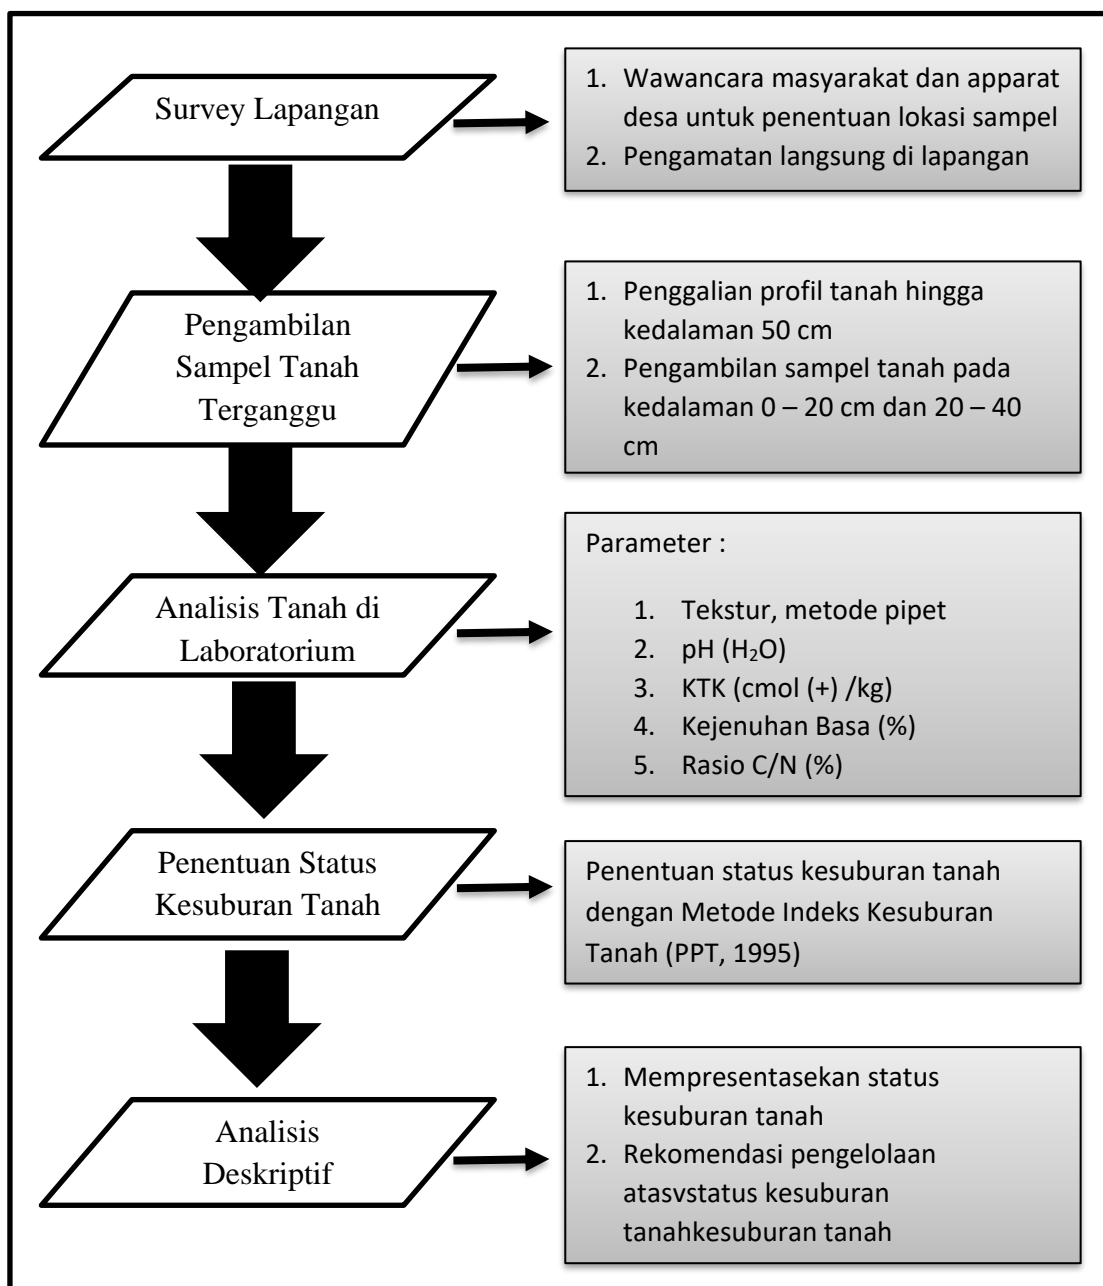 Survey Lapangan
1. Wawancara masyarakat dan apparat
desa untuk penentuan lokasi sampel
2. Pengamatan langsung di lapangan
Pengambilan
Sampel Tanah
Terganggu
1. Penggalian profil tanah hingga
kedalaman 50 cm
2. Pengambilan sampel tanah pada
kedalaman 0 – 20 cm dan 20 – 40
cm
Analisis Tanah di
Laboratorium
Parameter :
1. Tekstur, metode pipet
2. pH (H₂O)
3. KTK (cmol (+) /kg)
4. Kejenuhan Basa (%)
5. Rasio C/N (%)
Penentuan Status
Kesuburan Tanah
Penentuan status kesuburan tanah
dengan Metode Indeks Kesuburan
Tanah (PPT, 1995)
Analisis
Deskriptif
1. Mempresentasekan status
kesuburan tanah
2. Rekomendasi pengelolaan
atasvstatus kesuburan
tanahkesuburan tanah